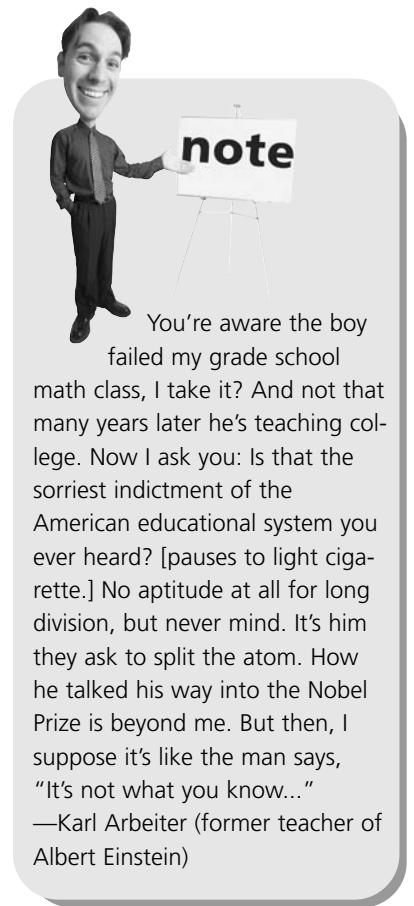 note
You’re aware the boy
failed my grade school
math class, I take it? And not that
many years later he’s teaching col-
lege. Now I ask you: Is that the
sorriest indictment of the
American educational system you
ever heard? [pauses to light ciga-
rette.] No aptitude at all for long
division, but never mind. It’s him
they ask to split the atom. How
he talked his way into the Nobel
Prize is beyond me. But then, I
suppose it’s like the man says,
“It’s not what you know...”
—Karl Arbeiter (former teacher of
Albert Einstein)